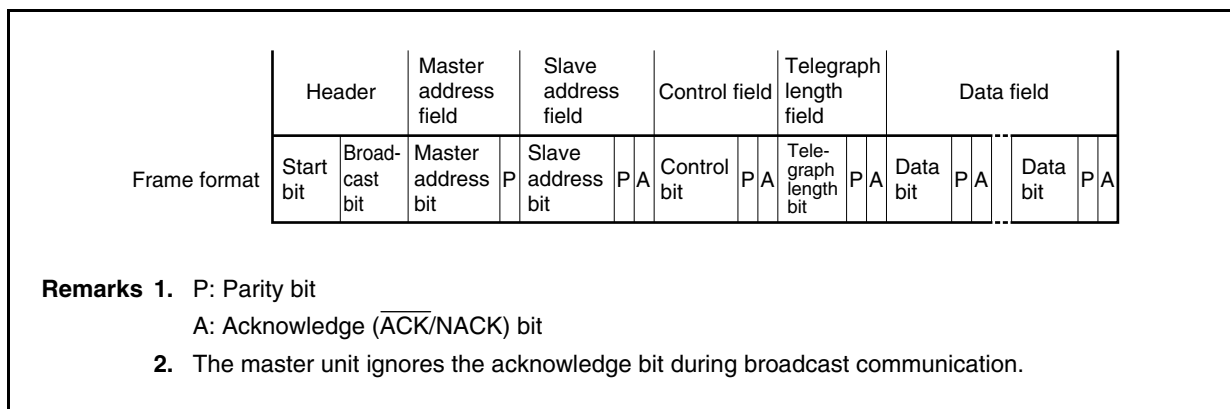 Header
Master address field
Slave address field
Control field
Telegraph length field
Data field
Frame format
Start bit
Broad-cast bit
Master address bit
P
Slave address bit
P
A
Control bit
P
A
Tele-graph length bit
P
A
Data bit
P
A
Data bit
P
A
Remarks 1. P: Parity bit
A: Acknowledge (ACK/NACK) bit
2. The master unit ignores the acknowledge bit during broadcast communication.